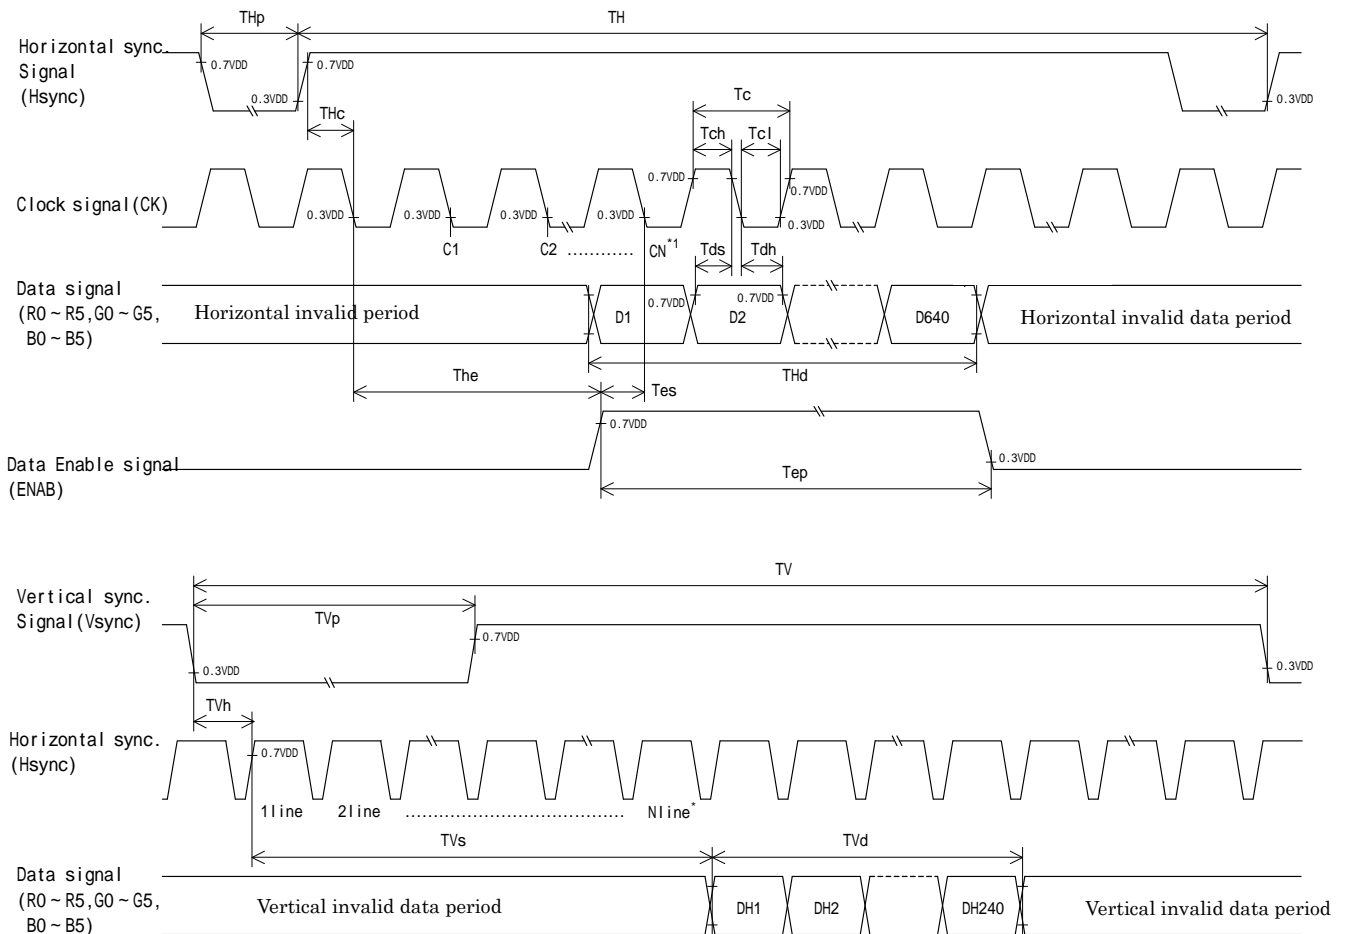 THp
TH
Horizontal sync.
Signal
(Hsync)
0.7VDD
0.3VDD
0.7VDD
0.3VDD
THc
Tc
Tch
Tcl
Clock signal(CK)
0.3VDD
0.3VDD
0.3VDD
0.3VDD
0.7VDD
0.7VDD
0.3VDD
C1
C2
............
CN*1
Tds
Tdh
Data signal
(R0~R5,G0~G5,
B0~B5)
Horizontal invalid period
D1
0.7VDD
D2
0.7VDD
D640
Horizontal invalid data period
THd
The
Tes
Data Enable signal
(ENAB)
0.7VDD
0.3VDD
Tep
TV
Vertical sync.
Signal(Vsync)
TVp
0.3VDD
0.7VDD
0.3VDD
TVh
Horizontal sync.
(Hsync)
0.7VDD
1line
2line
.......................................
Nline*
TVs
TVd
Data signal
(R0~R5,G0~G5,
B0~B5)
Vertical invalid data period
DH1
DH2
DH240
Vertical invalid data period